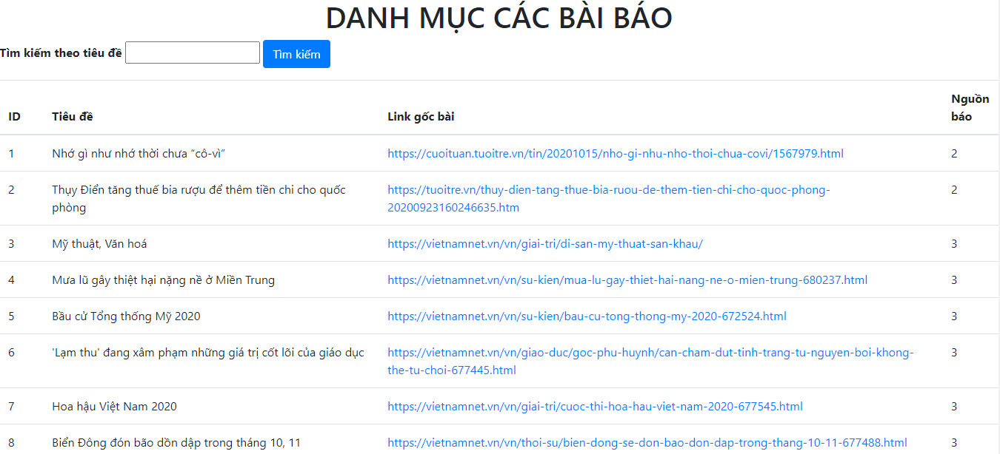 DANH MỤC CÁC BÀI BÁO
Tìm kiếm theo tiêu đề Tìm kiếm
Nguồn
ID Tiêu đề Link gốc bài báo
1 Nhớ gì như nhớ thời chưa “cô-vì” https://cuoituan.tuoitre.vn/tin/20201015/nho-gi-nhu-nho-thoi-chua-covi/1567979.html 2
2 Thụy Điển tăng thuế bia rượu để thêm tiền chi cho quốc https://tuoitre.vn/thuy-dien-tang-thue-bia-ruou-de-them-tien-chi-cho-quoc-phong- 2
phòng 20200923160246635.htm
3 Mỹ thuật, Văn hoá https://vietnamnet.vn/vn/giai-tri/di-san-my-thuat-san-khau/ 3
4 Mưa lũ gây thiệt hại nặng nề ở Miền Trung https://vietnamnet.vn/vn/su-kien/mua-lu-gay-thiet-hai-nang-ne-o-mien-trung-680237.html 3
5 Bầu cử Tổng thống Mỹ 2020 https://vietnamnet.vn/vn/su-kien/bau-cu-tong-thong-my-2020-672524.html 3
6 'Lạm thu' đang xâm phạm những giá trị cốt lõi của giáo dục https://vietnamnet.vn/vn/giao-duc/goc-phu-huynh/can-cham-dut-tinh-trang-tu-nguyen-boi-khong- 3
the-tu-choi-677445.html
7 Hoa hậu Việt Nam 2020 https://vietnamnet.vn/vn/giai-tri/cuoc-thi-hoa-hau-viet-nam-2020-677545.html 3
8 Biển Đông đón bão dồn dập trong tháng 10, 11 https://vietnamnet.vn/vn/thoi-su/bien-dong-se-don-bao-don-dap-trong-thang-10-11-677488.html 3